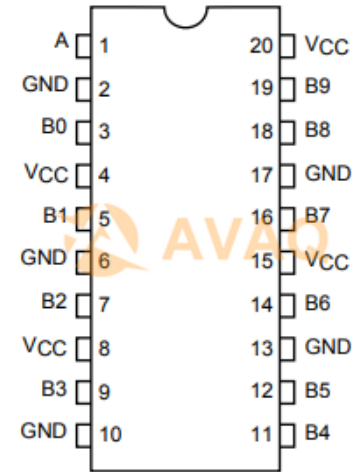 A 1 20 VCC
GND 2 19 B9
B0 3 18 B8
VCC 4 17 GND
B1 5 16 B7
AVAQ
GND 6 15 VCC
B2 7 14 B6
VCC 8 13 GND
B3 9 12 B5
GND 10 11 B4